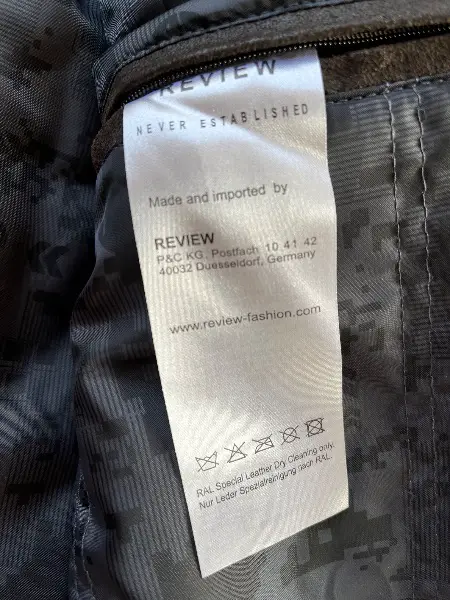 REVIEW
NEVER ESTABLISHED
Made and imported by
REVIEW
P&C KG, Postfach 10 41 42
40032 Duesseldorf, Germany
www.review-fashion.com
RAL Special Leather Dry Cleaning only.
Nur Leder Spezialreinigung nach RAL.